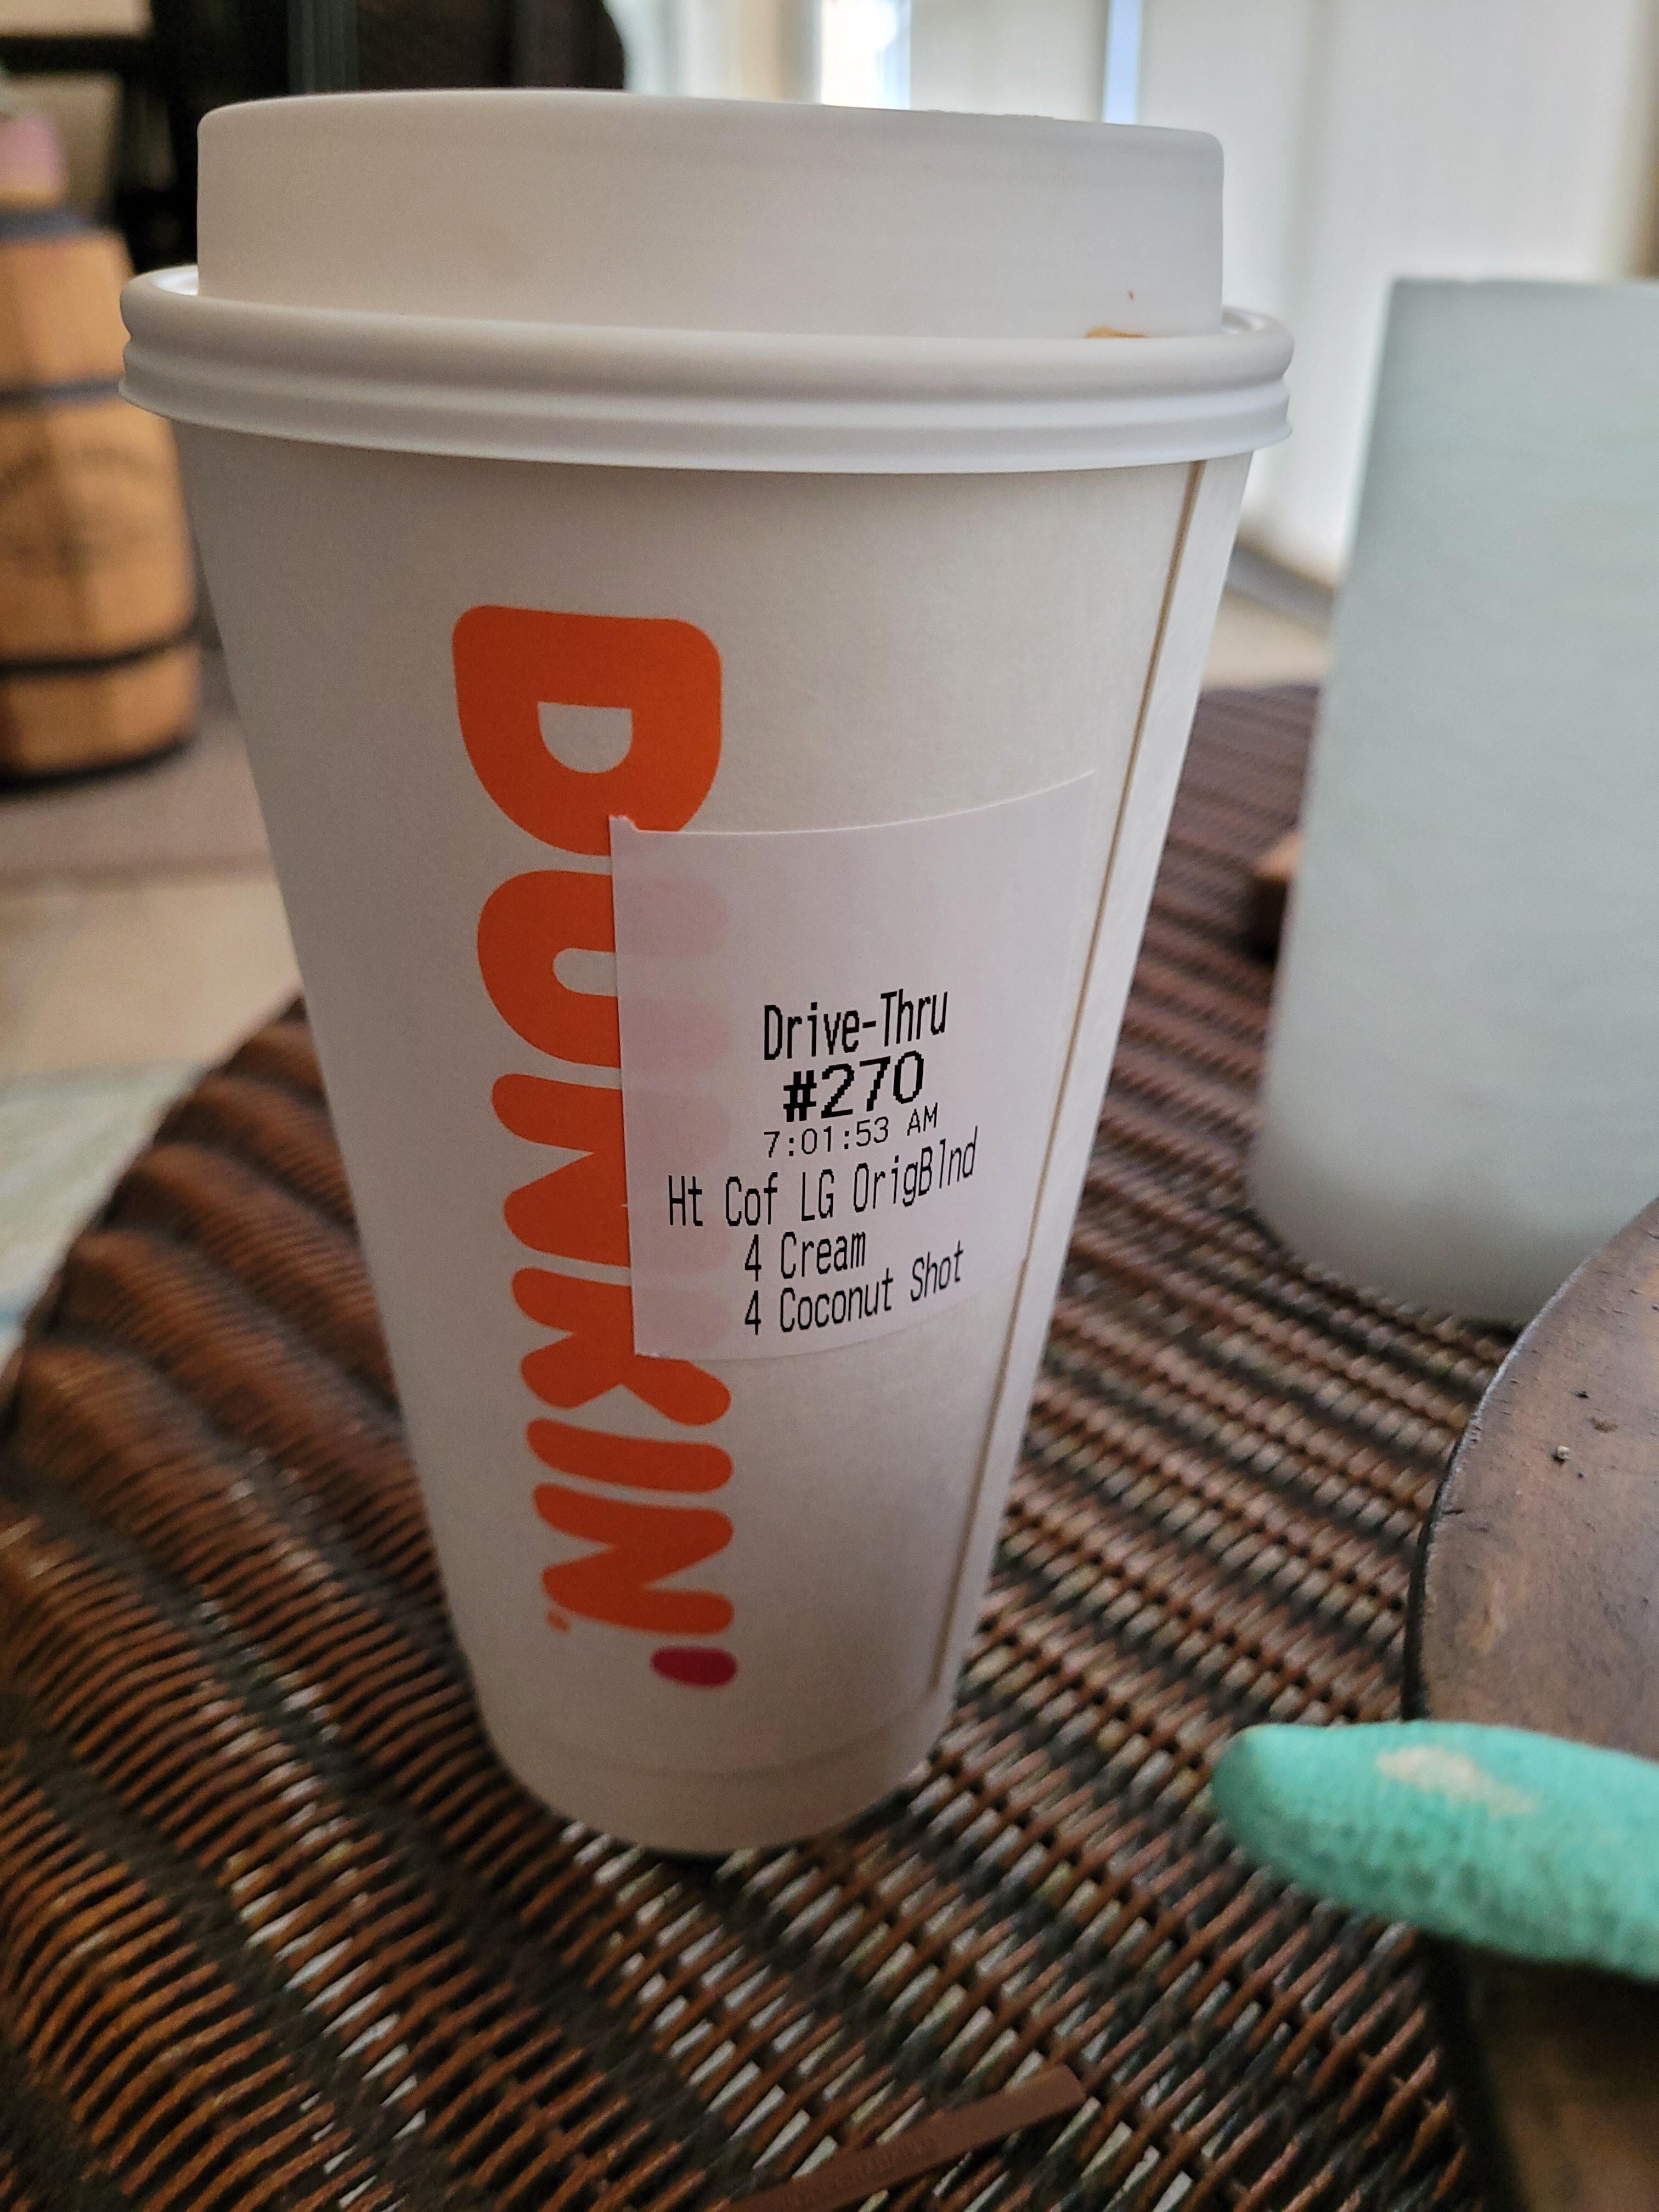 DUNKIN'
Drive-Thru
#270
7:01:53 AM
Ht Cof LG OrigBlnd
4 Cream
4 Coconut Shot